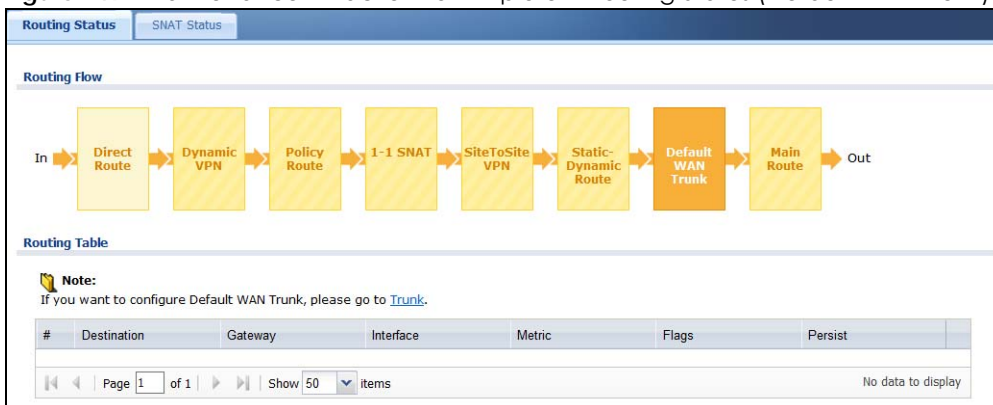 Routing Status SNAT Status
Routing Flow
In Direct Route Dynamic VPN Policy Route 1-1 SNAT SiteToSite VPN Static-Dynamic Route Default WAN Trunk Main Route Out
Routing Table
Note:
If you want to configure Default WAN Trunk, please go to Trunk.
# Destination Gateway Interface Metric Flags Persist
Page 1 of 1 Show 50 items No data to display